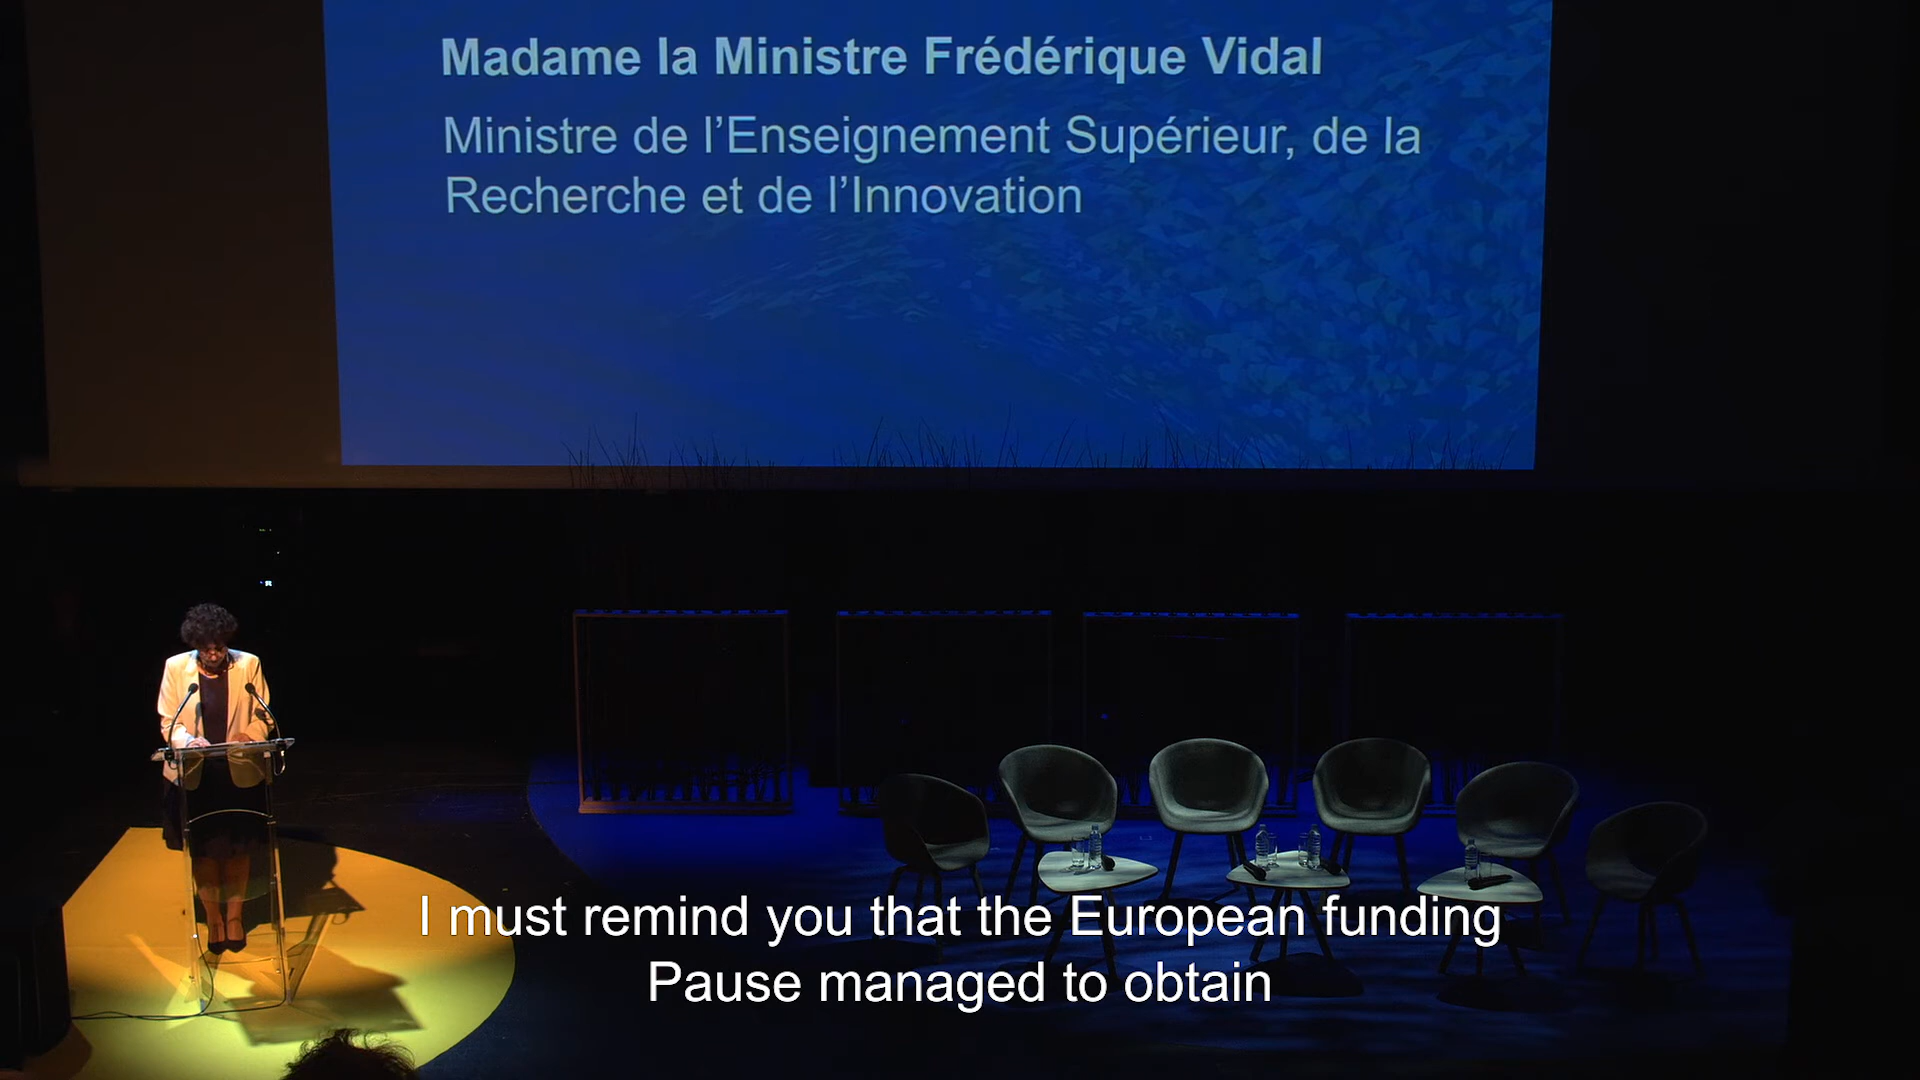 Madame la Ministre Frédérique Vidal
Ministre de l’Enseignement Supérieur, de la
Recherche et de l’Innovation
I must remind you that the European funding
Pause managed to obtain